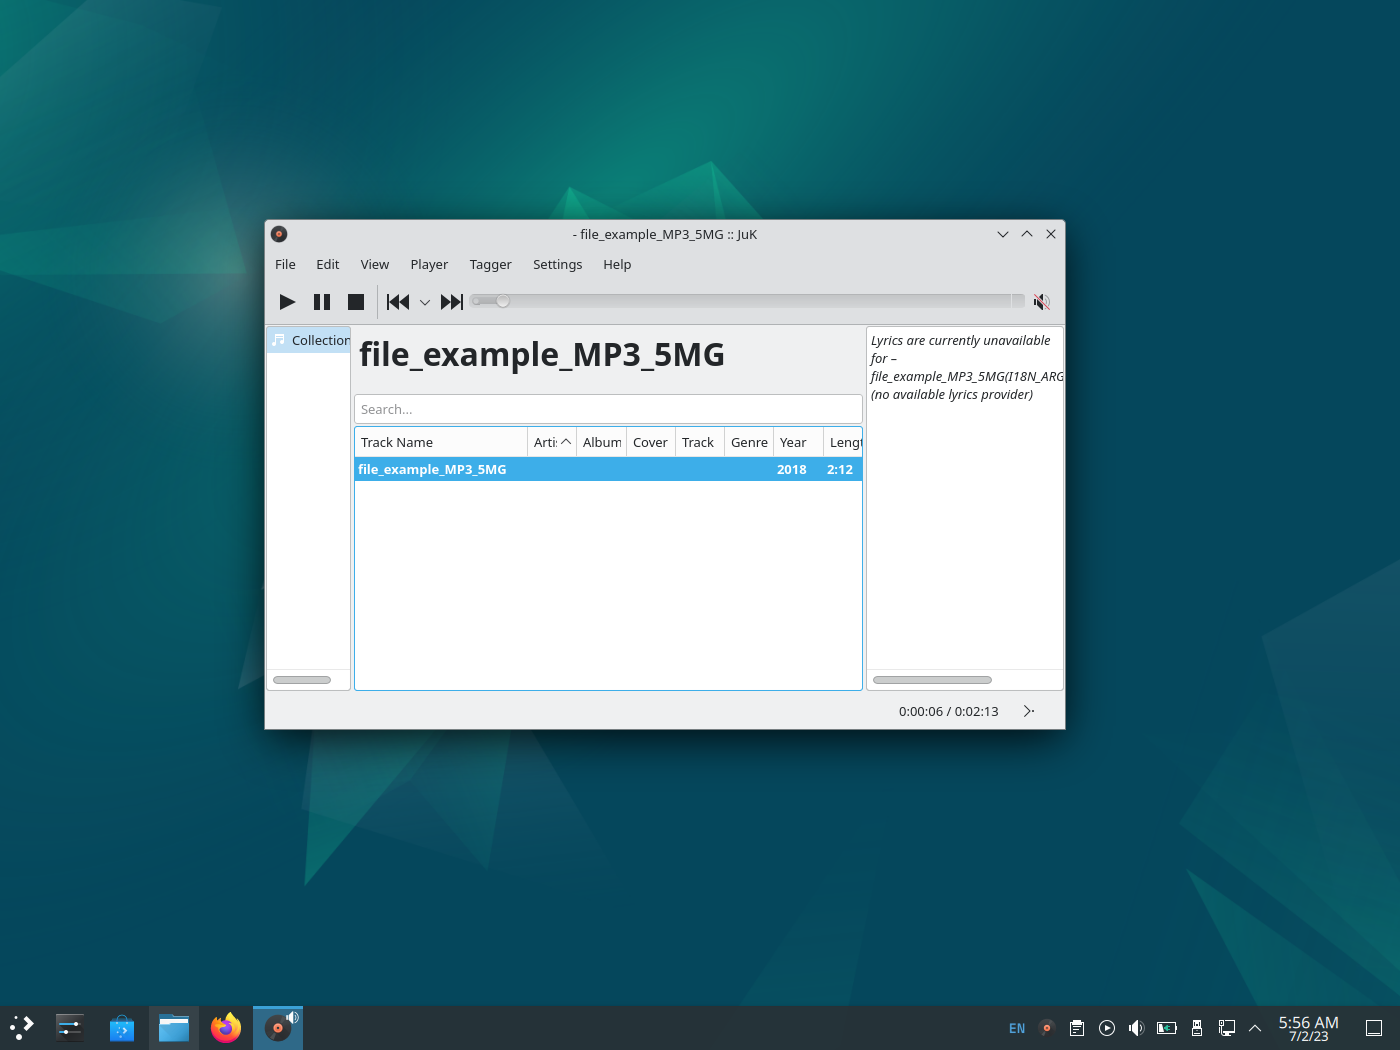 - file_example_MP3_5MG :: JuK
File Edit View Player Tagger Settings Help
Collection
file_example_MP3_5MG
Search...
Track Name Artis Album Cover Track Genre Year Lengt
file_example_MP3_5MG 2018 2:12
Lyrics are currently unavailable
for –
file_example_MP3_5MG(I18N_ARG
(no available lyrics provider)
0:00:06 / 0:02:13
EN
5:56 AM
7/2/23